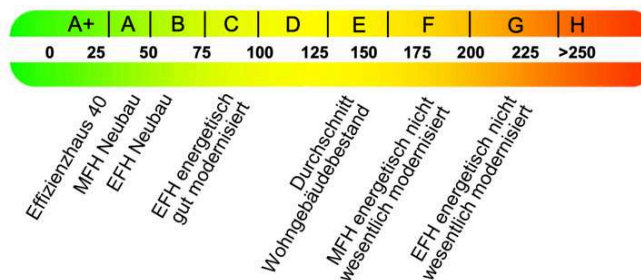 A+ A B C D E F G H
0 25 50 75 100 125 150 175 200 225 >250
Effizienzhaus 40
MFH Neubau
EFH Neubau
EFH energetisch
gut modernisiert
Durchschnitt
Wohngebäudebestand
MFH energetisch nicht
wesentlich modernisiert
EFH energetisch nicht
wesentlich modernisiert